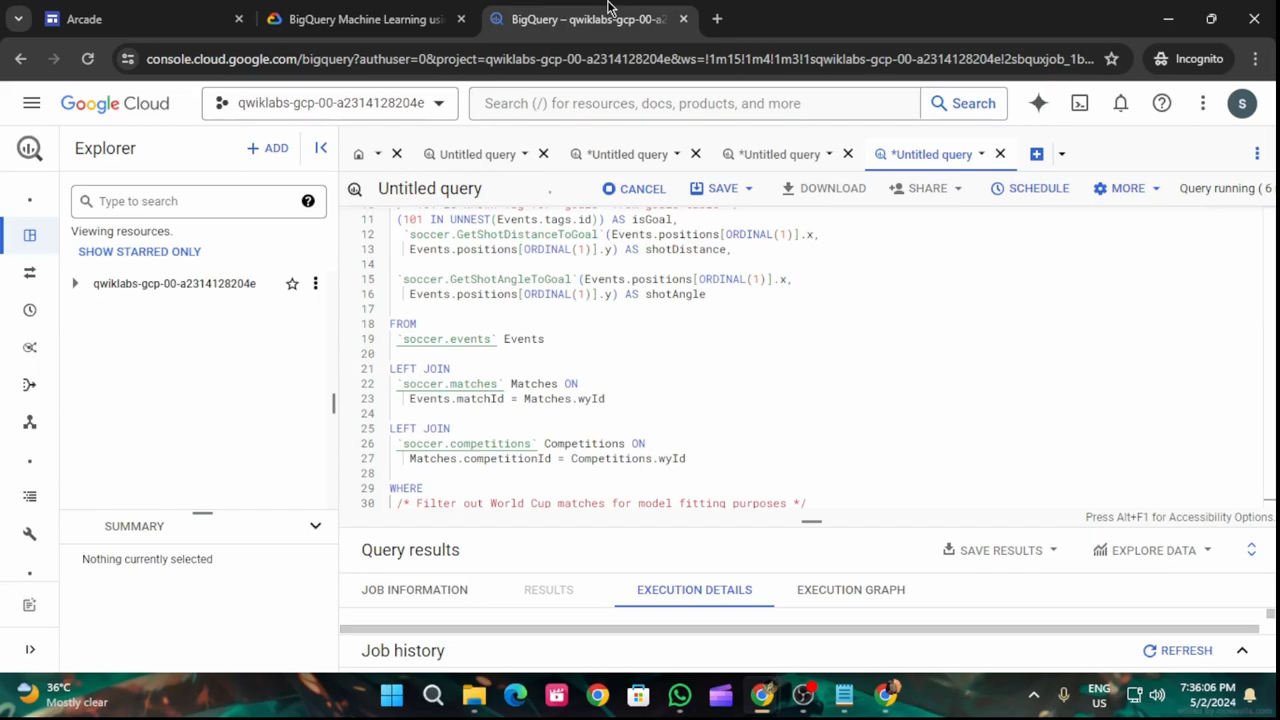 Arcade
BigQuery Machine Learning usin
BigQuery – qwiklabs-gcp-00-a2
console.cloud.google.com/bigquery?authuser=0&project=qwiklabs-gcp-00-a2314128204e&ws=!1m15!1m4!1m3!1sqwiklabs-gcp-00-a2314128204e!2sbquxjob_1b...
Incognito
Google Cloud
qwiklabs-gcp-00-a2314128204e
Search (/) for resources, docs, products, and more
Search
S
Explorer
+ ADD
Untitled query
*Untitled query
*Untitled query
*Untitled query
Untitled query
CANCEL
SAVE
DOWNLOAD
SHARE
SCHEDULE
MORE
Query running (6
Type to search
Viewing resources.
SHOW STARRED ONLY
qwiklabs-gcp-00-a2314128204e
SUMMARY
Nothing currently selected
11 (101 IN UNNEST(Events.tags.id)) AS isGoal,
12 `soccer.GetShotDistanceToGoal`(Events.positions[ORDINAL(1)].x,
13 Events.positions[ORDINAL(1)].y) AS shotDistance,
14
15 `soccer.GetShotAngleToGoal`(Events.positions[ORDINAL(1)].x,
16 Events.positions[ORDINAL(1)].y) AS shotAngle
17
18 FROM
19 `soccer.events` Events
20
21 LEFT JOIN
22 `soccer.matches` Matches ON
23 Events.matchId = Matches.wyId
24
25 LEFT JOIN
26 `soccer.competitions` Competitions ON
27 Matches.competitionId = Competitions.wyId
28
29 WHERE
30 /* Filter out World Cup matches for model fitting purposes */
Press Alt+F1 for Accessibility Options.
Query results
SAVE RESULTS
EXPLORE DATA
JOB INFORMATION
RESULTS
EXECUTION DETAILS
EXECUTION GRAPH
Job history
REFRESH
36°C
Mostly clear
ENG
US
7:36:06 PM
5/2/2024